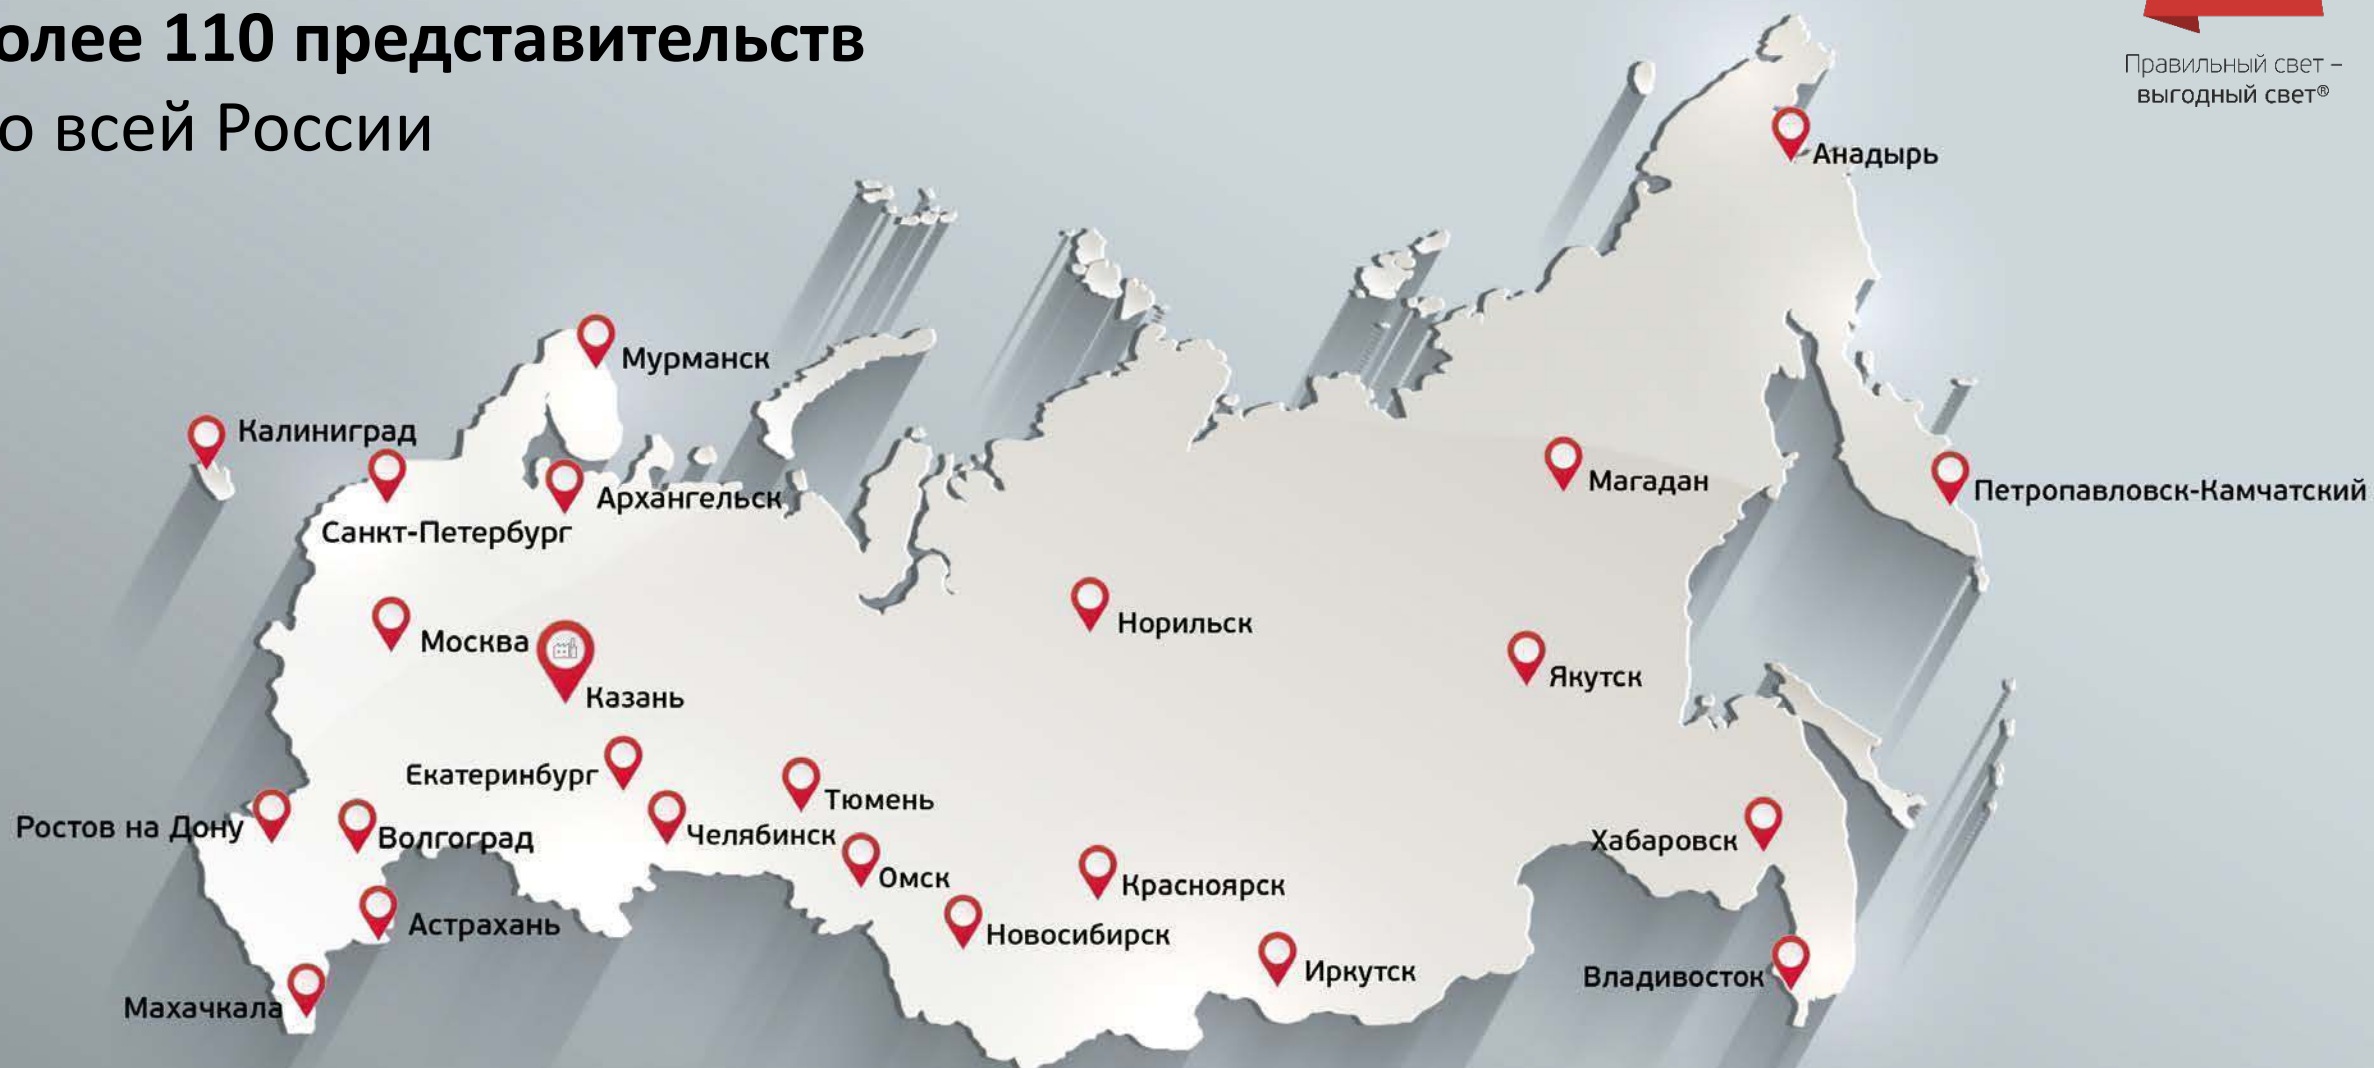 олее 110 представительств
о всей России
Правильный свет –
выгодный свет®
Анадырь
Мурманск
Калининград
Магадан
Петропавловск-Камчатский
Архангельск
Санкт-Петербург
Норильск
Москва
Якутск
Казань
Екатеринбург
Тюмень
Ростов на Дону
Волгоград
Челябинск
Хабаровск
Омск
Красноярск
Астрахань
Новосибирск
Иркутск
Владивосток
Махачкала